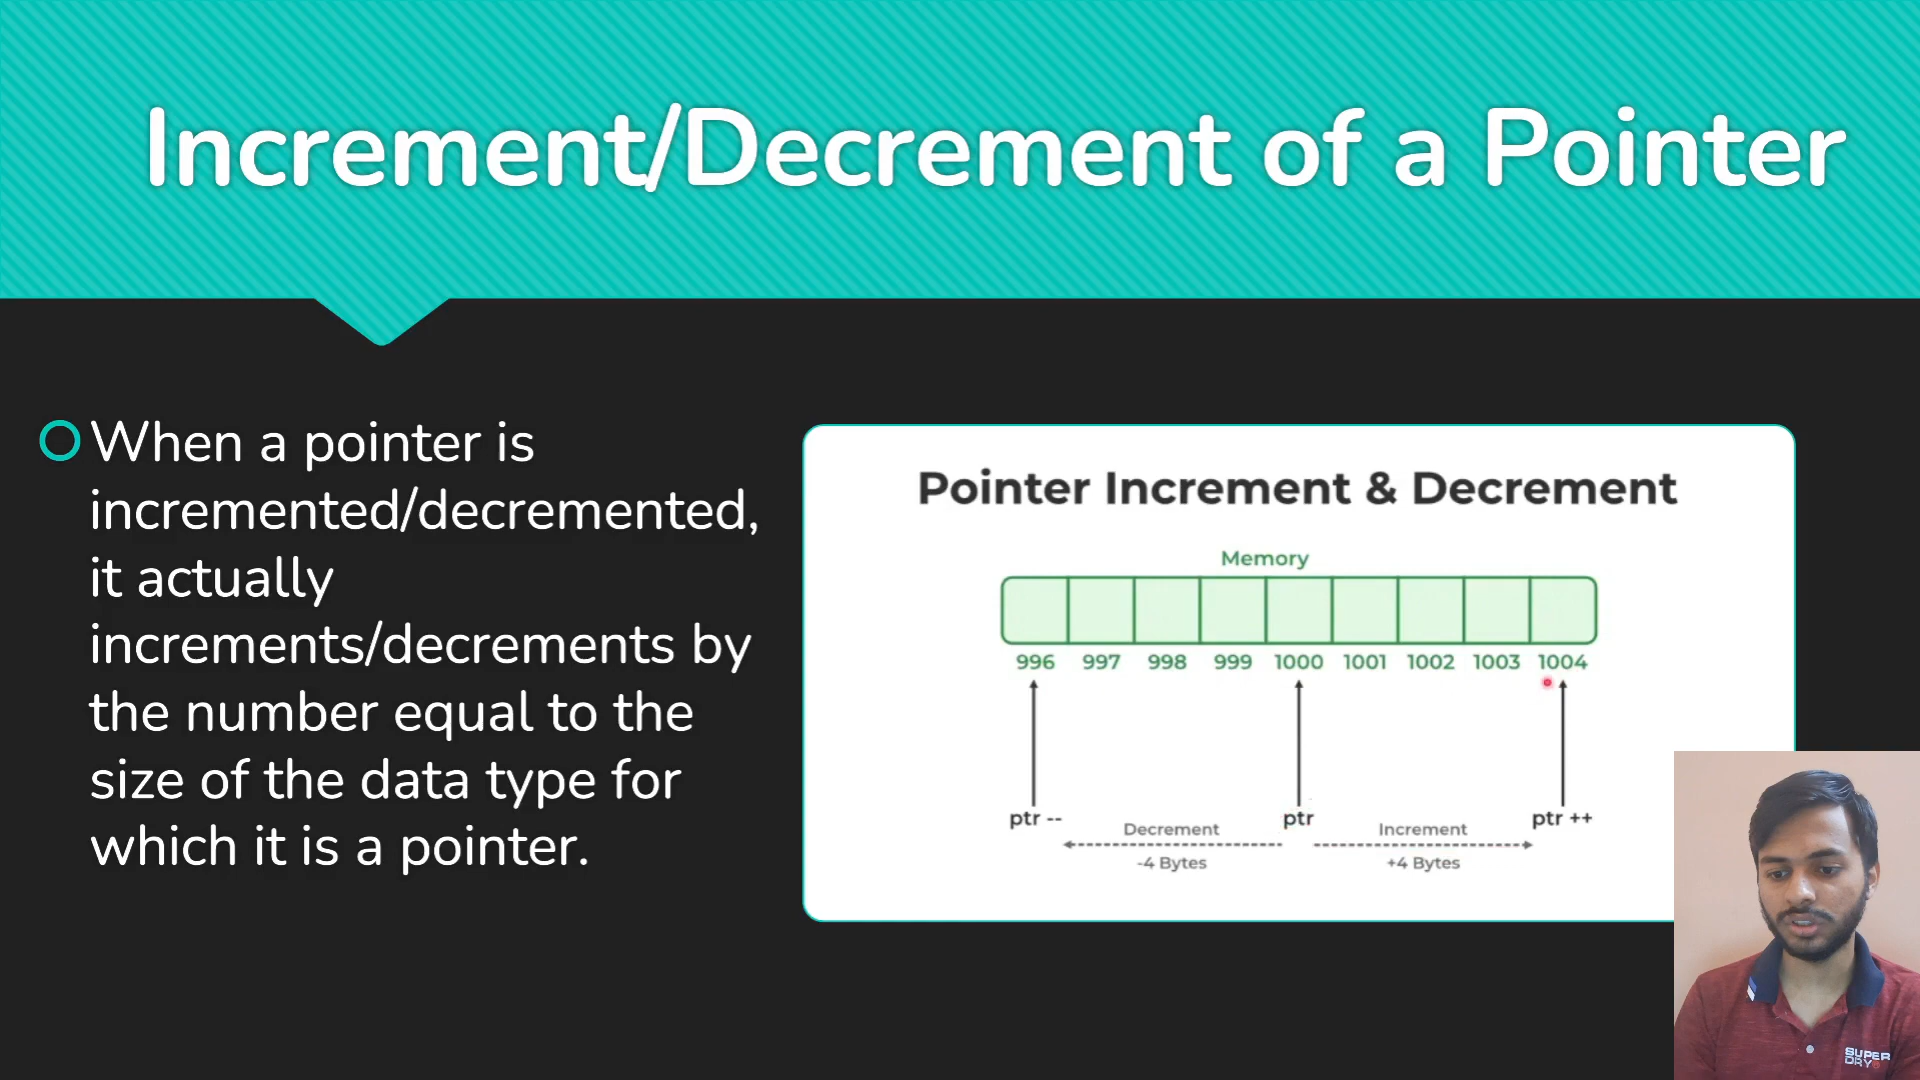 Increment/Decrement of a Pointer
When a pointer is
incremented/decremented,
it actually
increments/decrements by
the number equal to the
size of the data type for
which it is a pointer.
Pointer Increment & Decrement
Memory
996 997 998 999 1000 1001 1002 1003 1004
ptr -- ptr ptr ++
Decrement Increment
-4 Bytes +4 Bytes
SUPER
DRY